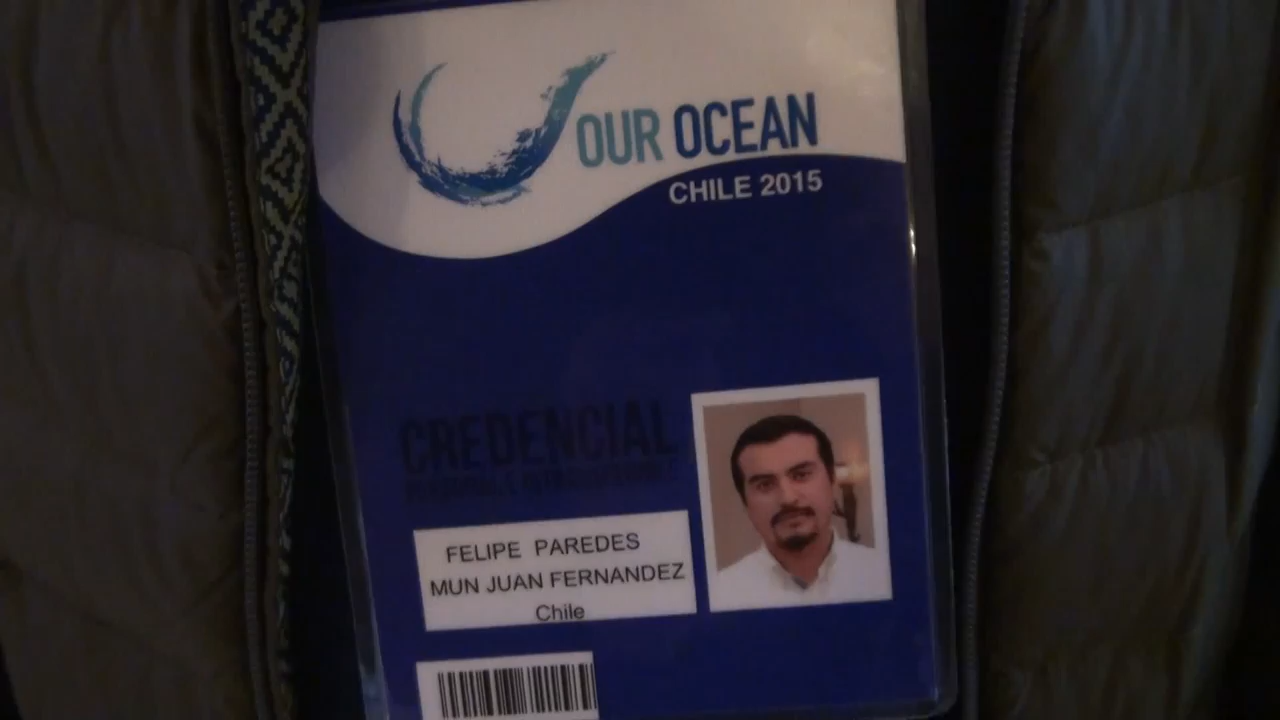 OUR OCEAN
CHILE 2015
CREDENCIAL
FELIPE PAREDES
MUN JUAN FERNANDEZ
Chile